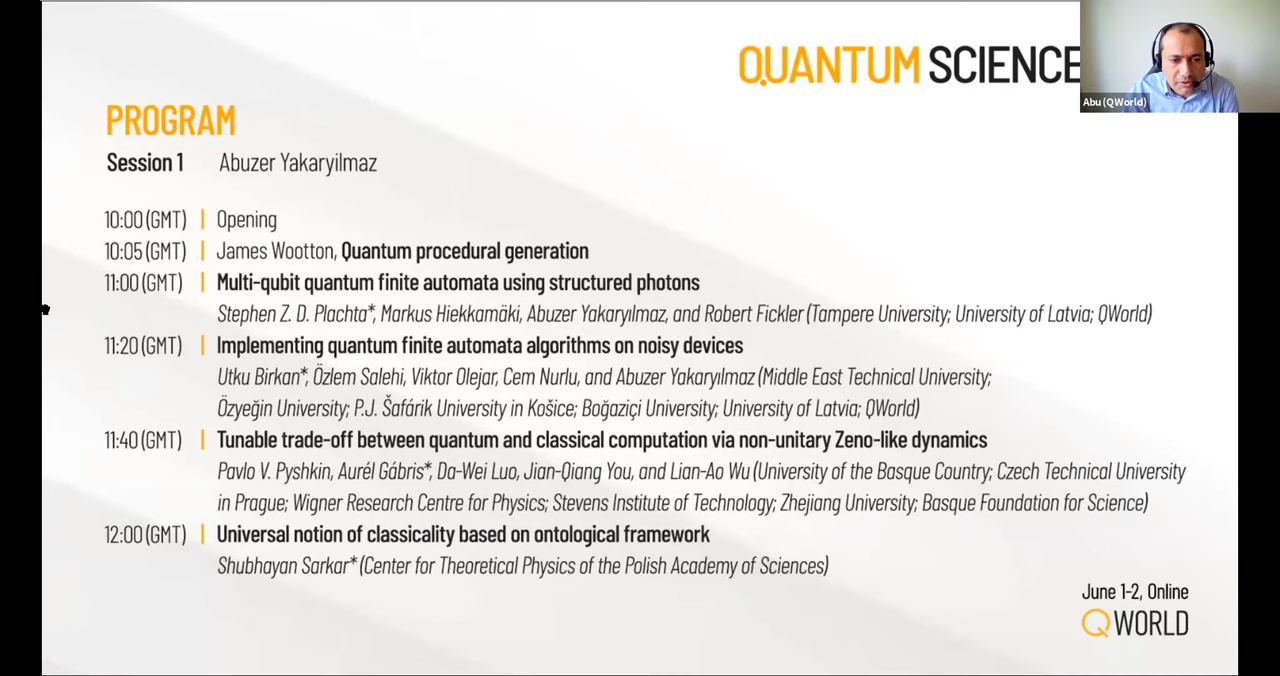 QUANTUM SCIENCE
Abu (QWorld)
PROGRAM
Session 1 Abuzer Yakaryilmaz
10:00 (GMT) | Opening
10:05 (GMT) | James Wootton, Quantum procedural generation
11:00 (GMT) | Multi-qubit quantum finite automata using structured photons
Stephen Z. D. Plachta*, Markus Hiekkamäki, Abuzer Yakaryılmaz, and Robert Fickler (Tampere University; University of Latvia; QWorld)
11:20 (GMT) | Implementing quantum finite automata algorithms on noisy devices
Utku Birkan*, Özlem Salehi, Viktor Olejar, Cem Nurlu, and Abuzer Yakaryılmaz (Middle East Technical University;
Özyeğin University; P.J. Šafárik University in Košice; Boğaziçi University; University of Latvia; QWorld)
11:40 (GMT) | Tunable trade-off between quantum and classical computation via non-unitary Zeno-like dynamics
Pavlo V. Pyshkin, Aurél Gábris*, Da-Wei Luo, Jian-Qiang You, and Lian-Ao Wu (University of the Basque Country; Czech Technical University
in Prague; Wigner Research Centre for Physics; Stevens Institute of Technology; Zhejiang University; Basque Foundation for Science)
12:00 (GMT) | Universal notion of classicality based on ontological framework
Shubhayan Sarkar* (Center for Theoretical Physics of the Polish Academy of Sciences)
June 1-2, Online
QWORLD